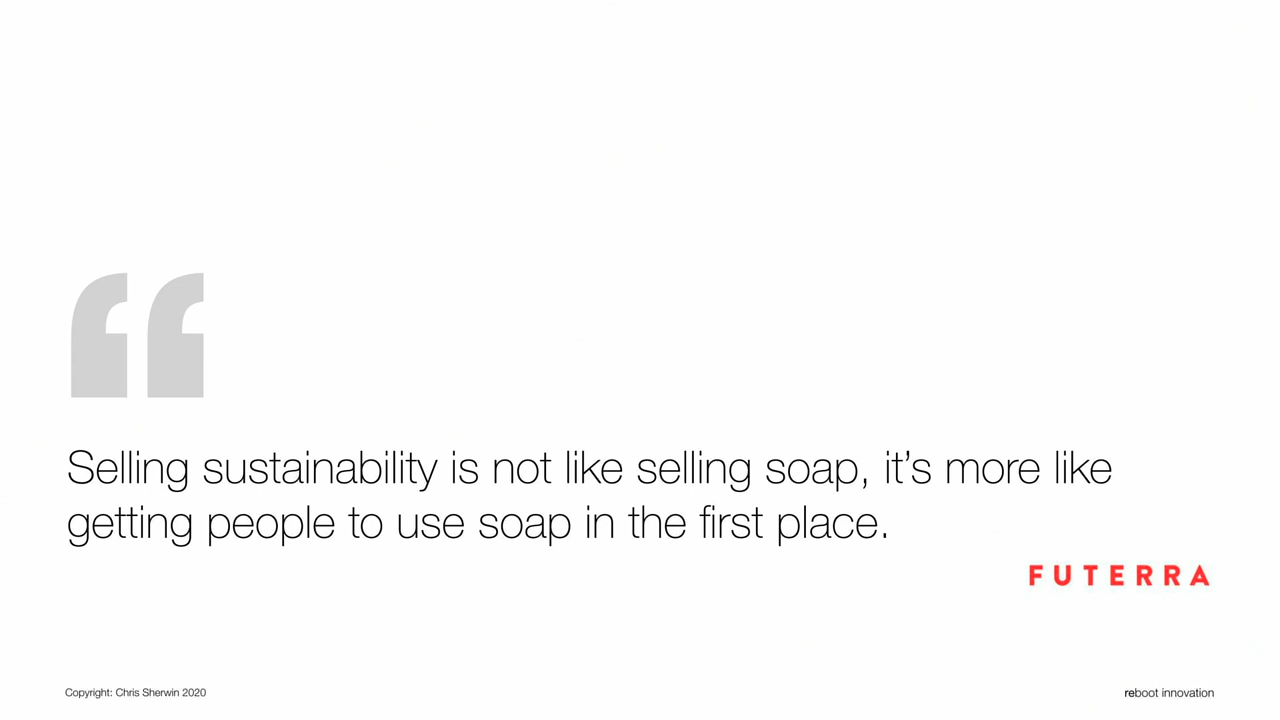 “
Selling sustainability is not like selling soap, it’s more like
getting people to use soap in the first place.
FUTERRA
Copyright: Chris Sherwin 2020
reboot innovation